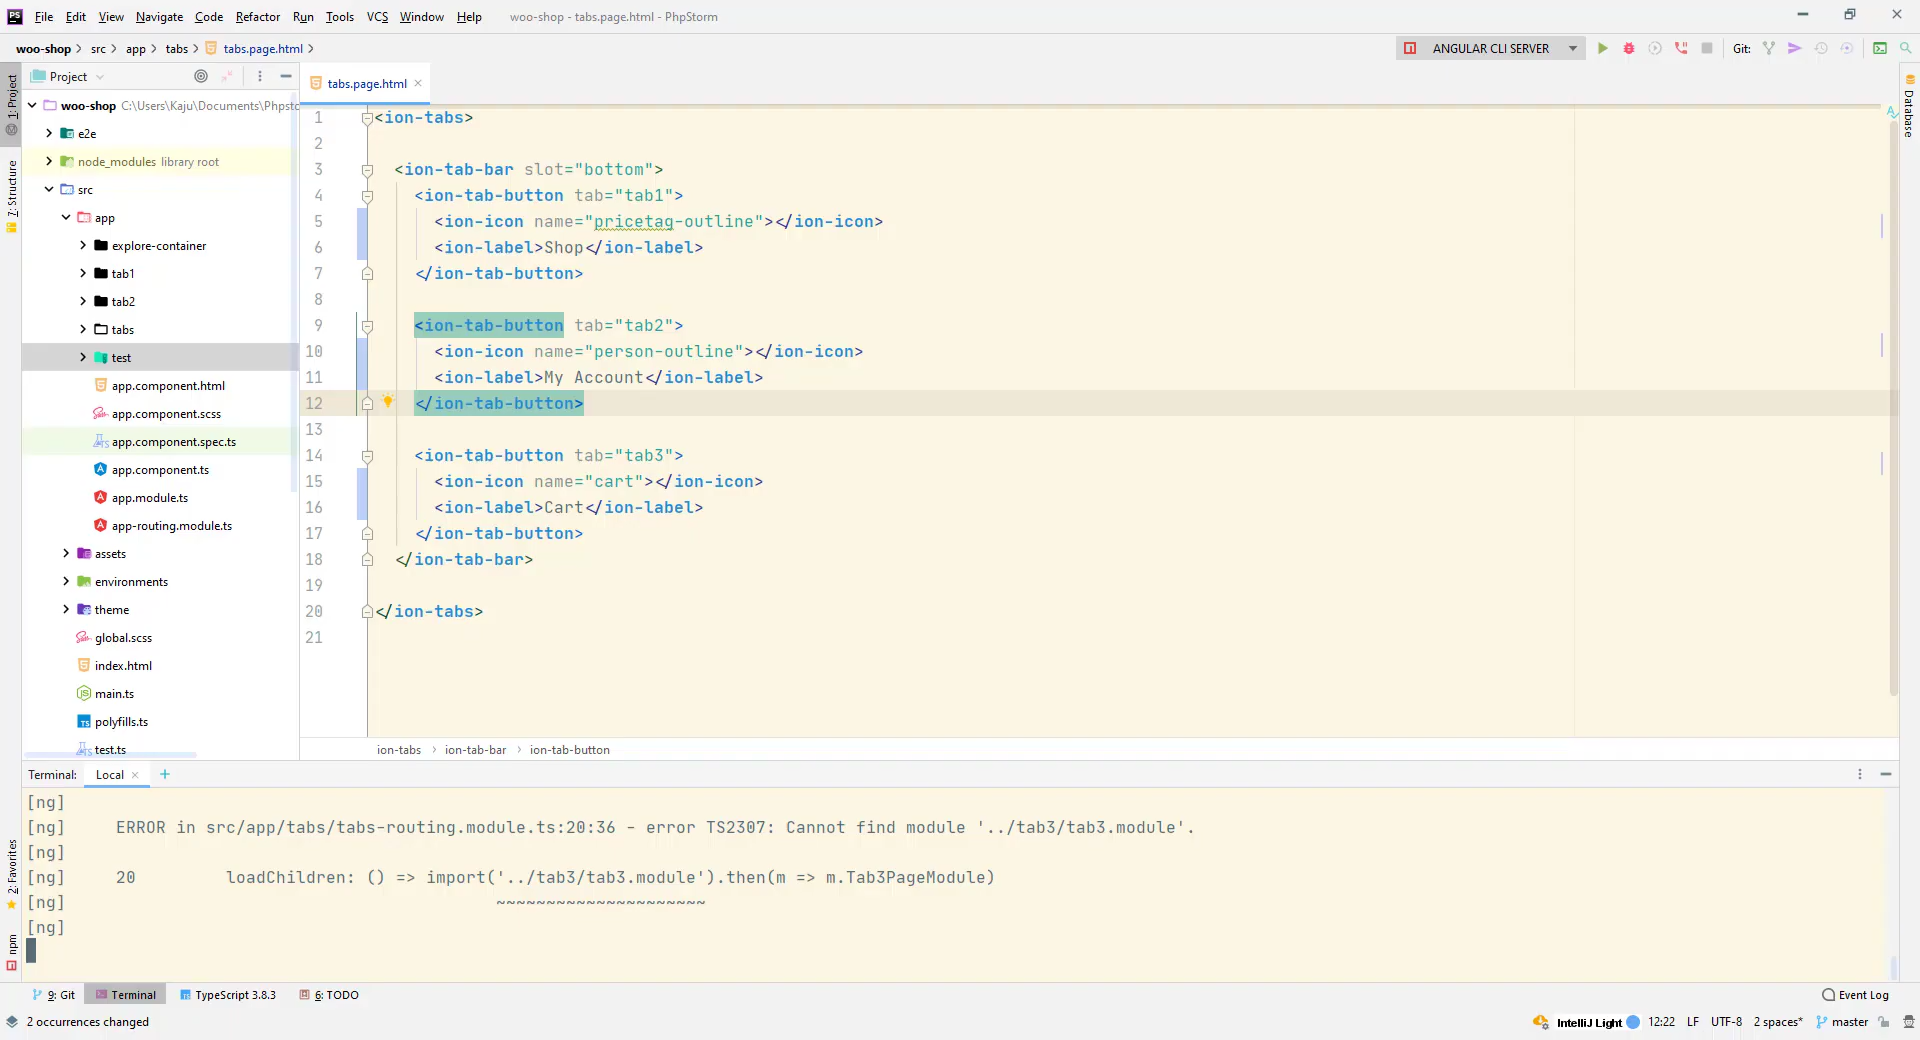 File Edit View Navigate Code Refactor Run Tools VCS Window Help woo-shop - tabs.page.html - PhpStorm
woo-shop src app tabs tabs.page.html ANGULAR CLI SERVER Git:
1: Project
7: Structure
2: Favorites
npm
Database
Project
woo-shop C:\Users\Kaju\Documents\Phpsto
e2e
node_modules library root
src
app
explore-container
tab1
tab2
tabs
test
app.component.html
app.component.scss
app.component.spec.ts
app.component.ts
app.module.ts
app-routing.module.ts
assets
environments
theme
global.scss
index.html
main.ts
polyfills.ts
test.ts
tabs.page.html
1 <ion-tabs>
2
3 <ion-tab-bar slot="bottom">
4 <ion-tab-button tab="tab1">
5 <ion-icon name="pricetag-outline"></ion-icon>
6 <ion-label>Shop</ion-label>
7 </ion-tab-button>
8
9 <ion-tab-button tab="tab2">
10 <ion-icon name="person-outline"></ion-icon>
11 <ion-label>My Account</ion-label>
12 </ion-tab-button>
13
14 <ion-tab-button tab="tab3">
15 <ion-icon name="cart"></ion-icon>
16 <ion-label>Cart</ion-label>
17 </ion-tab-button>
18 </ion-tab-bar>
19
20 </ion-tabs>
21
ion-tabs › ion-tab-bar › ion-tab-button
Terminal: Local × +
[ng]
[ng] ERROR in src/app/tabs/tabs-routing.module.ts:20:36 - error TS2307: Cannot find module '../tab3/tab3.module'.
[ng]
[ng] 20 loadChildren: () => import('../tab3/tab3.module').then(m => m.Tab3PageModule)
[ng] ~~~~~~~~~~~~~~~~~~~~~
[ng]
9: Git Terminal TypeScript 3.8.3 6: TODO Event Log
2 occurrences changed IntelliJ Light 12:22 LF UTF-8 2 spaces* master